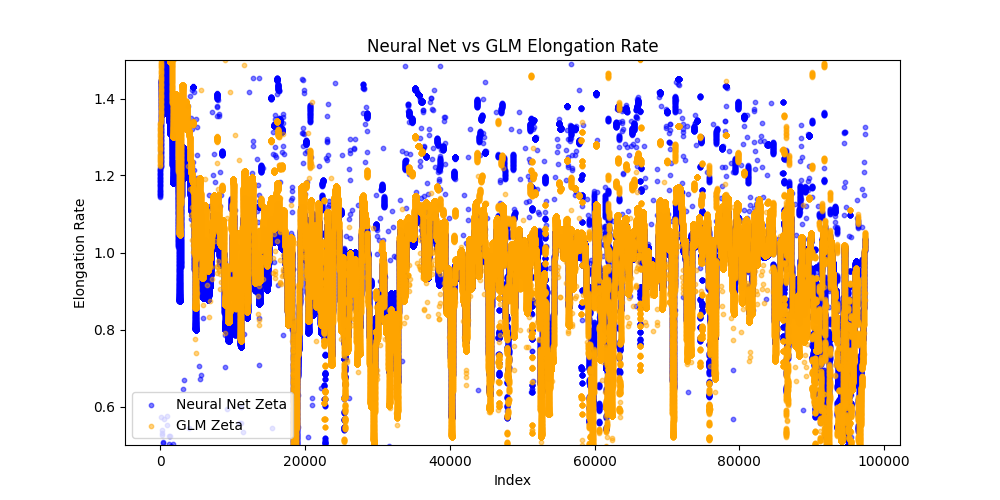 Neural Net vs GLM Elongation Rate
1.4
1.2
1.0
0.8
0.6
Elongation Rate
Neural Net Zeta
GLM Zeta
0
20000
40000
60000
80000
100000
Index